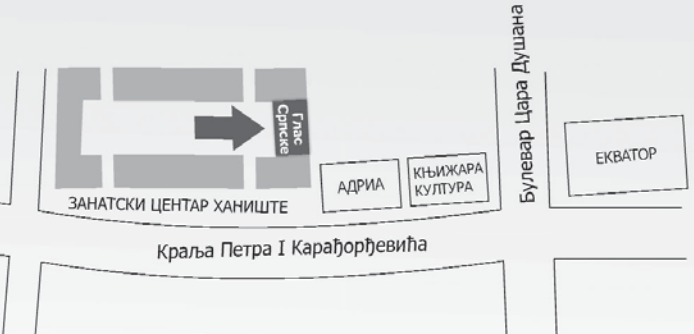 Глас
Српске
ЗАНАТСКИ ЦЕНТАР ХАНИШТЕ
АДРИА
КЊИЖАРА
КУЛТУРА
Булевар Цара Душана
ЕКВАТОР
Краља Петра I Карађорђевића